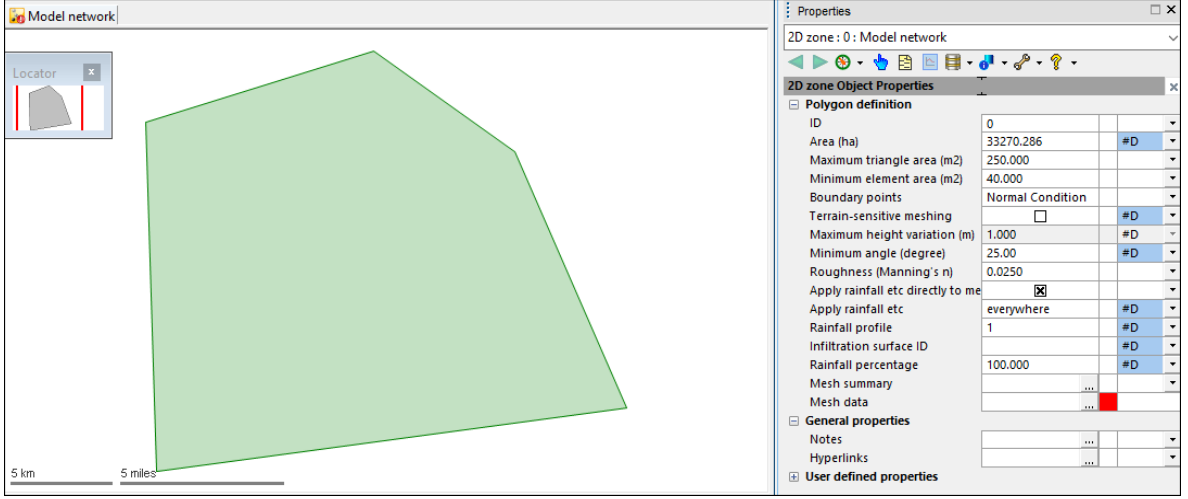 Model network
Locator
x
5 km
5 miles
Properties
2D zone : 0 : Model network
2D zone Object Properties
Polygon definition
ID 0
Area (ha) 33270.286 #D
Maximum triangle area (m2) 250.000
Minimum element area (m2) 40.000
Boundary points Normal Condition
Terrain-sensitive meshing #D
Maximum height variation (m) 1.000 #D
Minimum angle (degree) 25.00 #D
Roughness (Manning's n) 0.0250
Apply rainfall etc directly to me
Apply rainfall etc everywhere #D
Rainfall profile 1 #D
Infiltration surface ID #D
Rainfall percentage 100.000 #D
Mesh summary ...
Mesh data ...
General properties
Notes ...
Hyperlinks ...
User defined properties